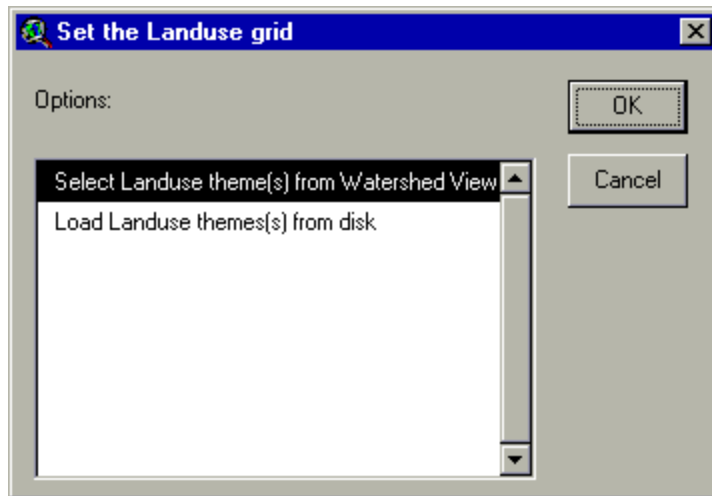 Set the Landuse grid
Options:
OK
Select Landuse theme(s) from Watershed View
Cancel
Load Landuse themes(s) from disk